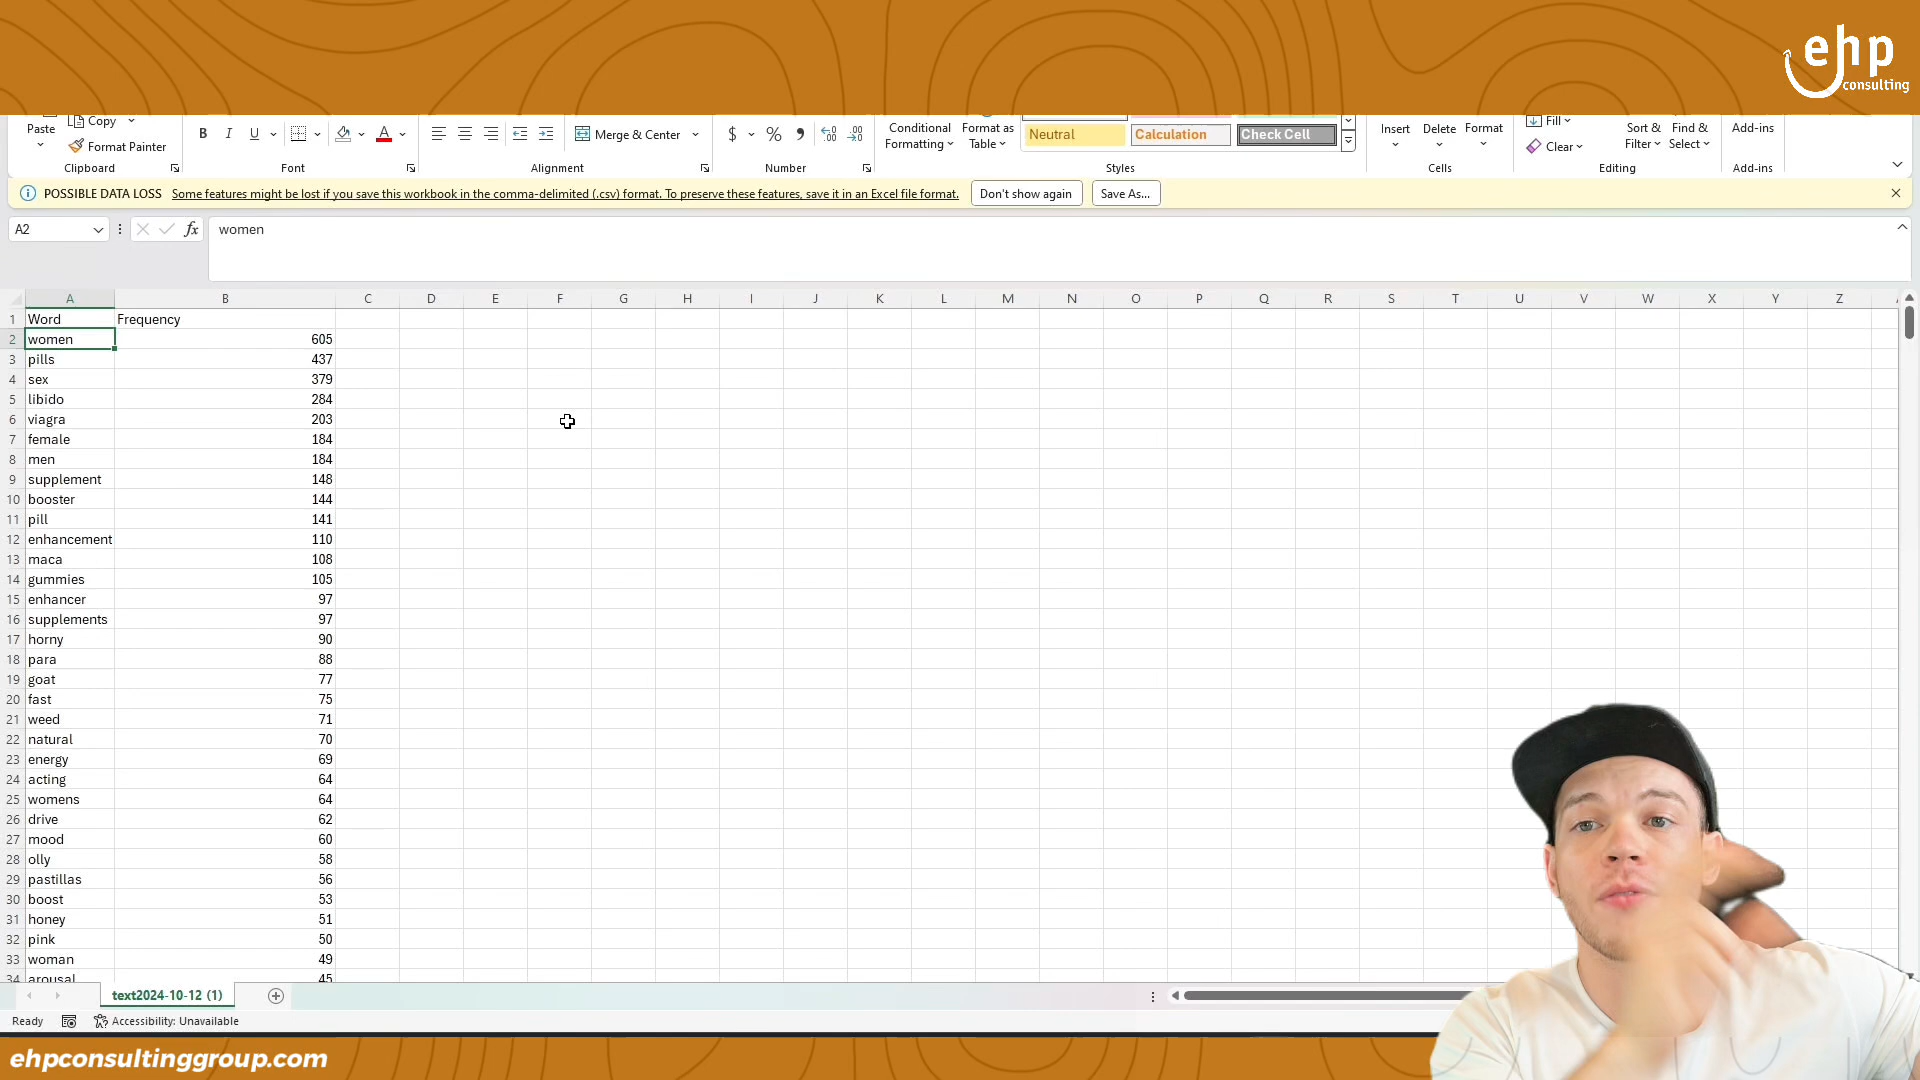 ehp
consulting
Paste
Copy
Format Painter
Clipboard
B I U
A
Font
Merge & Center
Alignment
$ % ,
Number
Conditional
Formatting
Format as
Table
Neutral
Calculation
Check Cell
Styles
Insert
Delete
Format
Cells
Fill
Clear
Sort &
Filter
Find &
Select
Editing
Add-ins
Add-ins
POSSIBLE DATA LOSS Some features might be lost if you save this workbook in the comma-delimited (.csv) format. To preserve these features, save it in an Excel file format. Don't show again Save As...
A2 fx women
A B C D E F G H I J K L M N O P Q R S T U V W X Y Z
1 Word Frequency
2 women 605
3 pills 437
4 sex 379
5 libido 284
6 viagra 203
7 female 184
8 men 184
9 supplement 148
10 booster 144
11 pill 141
12 enhancement 110
13 maca 108
14 gummies 105
15 enhancer 97
16 supplements 97
17 horny 90
18 para 88
19 goat 77
20 fast 75
21 weed 71
22 natural 70
23 energy 69
24 acting 64
25 womens 64
26 drive 62
27 mood 60
28 olly 58
29 pastillas 56
30 boost 53
31 honey 51
32 pink 50
33 woman 49
34 arousal 45
text2024-10-12 (1)
Ready Accessibility: Unavailable
ehpconsultinggroup.com